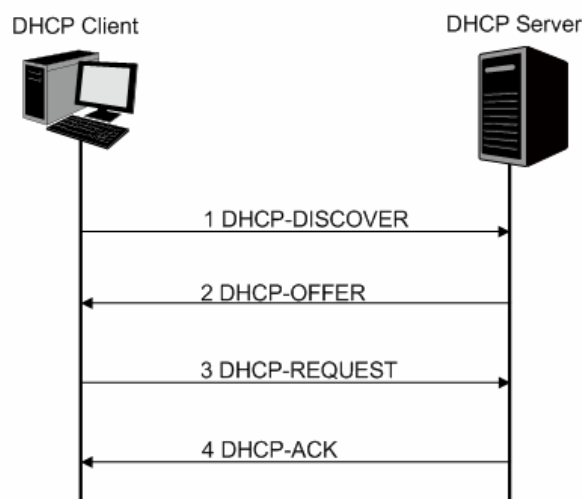 DHCP Client
DHCP Server
1 DHCP-DISCOVER
2 DHCP-OFFER
3 DHCP-REQUEST
4 DHCP-ACK